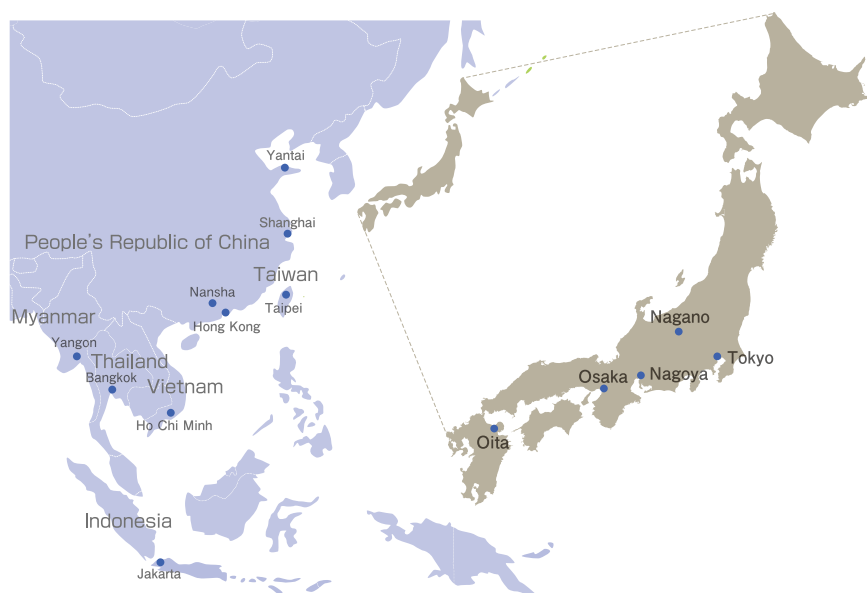 Yantai
Shanghai
People's Republic of China
Taiwan
Nansha
Taipei
Hong Kong
Myanmar
Yangon
Thailand
Bangkok
Vietnam
Ho Chi Minh
Indonesia
Jakarta
Nagano
Tokyo
Nagoya
Osaka
Oita